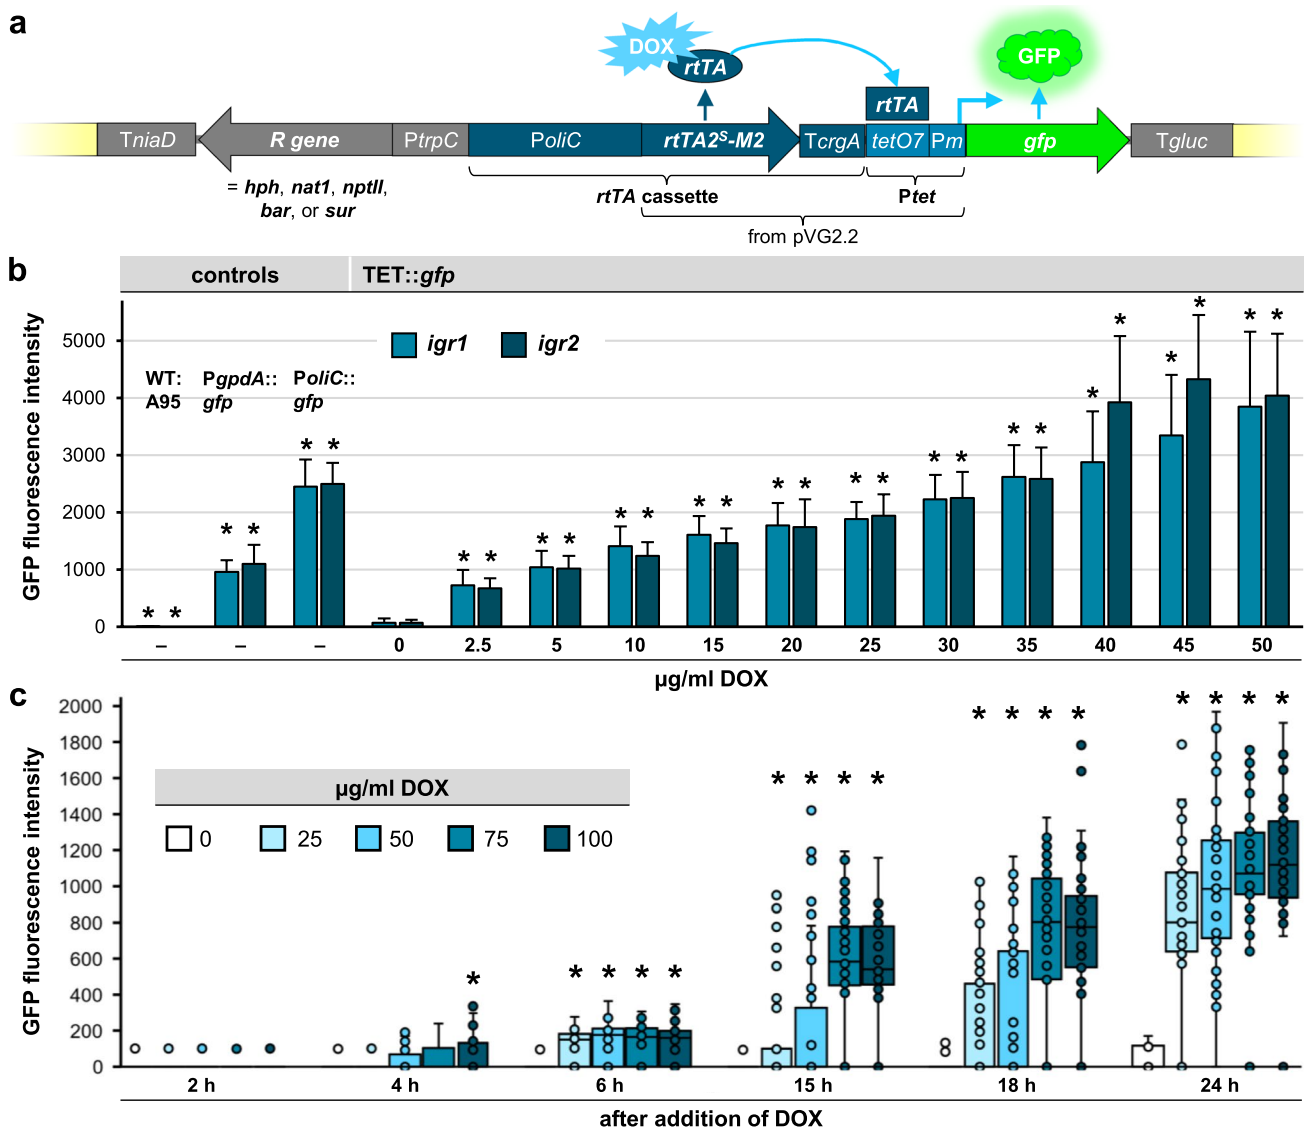 a
DOX
rtTA
GFP
rtTA
TniaD
R gene
PtrpC
PoliC
rtTA2S-M2
TcrgA
tetO7
Pm
gfp
Tgluc
= hph, nat1, nptII,
bar, or sur
rtTA cassette
Ptet
from pVG2.2
b
controls
TET::gfp
GFP fluorescence intensity
5000
4000
3000
2000
1000
0
igr1
igr2
WT:
A95
PgpdA::
gfp
PoliC::
gfp
* * * * * * * * * * * * * * * * * * * * * * * * * *
– – – 0 2.5 5 10 15 20 25 30 35 40 45 50
µg/ml DOX
c
GFP fluorescence intensity
2000
1800
1600
1400
1200
1000
800
600
400
200
0
µg/ml DOX
0 25 50 75 100
* * * * * * * * * * * * * * * * *
2 h 4 h 6 h 15 h 18 h 24 h
after addition of DOX